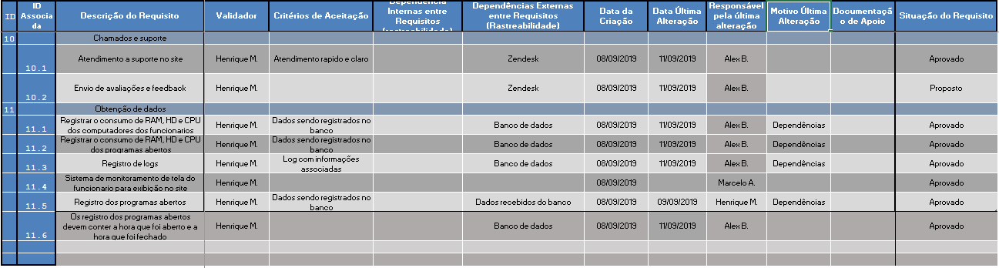 ID
ID Associa da
Descrição do Requisito
Validador
Critérios de Aceitação
Dependência Internas entre Requisitos (rastreabilidade)
Dependências Externas entre Requisitos (Rastreabilidade)
Data da Criação
Data Última Alteração
Responsável pela última alteração
Motivo Última Alteração
Documentaçã o de Apoio
Situação do Requisito
10 Chamados e suporte
10.1 Atendimento a suporte no site Henrique M. Atendimento rapido e claro Zendesk 08/09/2019 11/09/2019 Alex B. Aprovado
10.2 Envio de avaliações e feedback Henrique M. Zendesk 08/09/2019 11/09/2019 Alex B. Proposto
11 Obtenção de dados
11.1 Registrar o consumo de RAM, HD e CPU dos computadores dos funcionarios Henrique M. Dados sendo registrados no banco Banco de dados 08/09/2019 11/09/2019 Alex B. Dependências Aprovado
11.2 Registrar o consumo de RAM, HD e CPU dos programas abertos Henrique M. Dados sendo registrados no banco Banco de dados 08/09/2019 11/09/2019 Alex B. Dependências Aprovado
11.3 Registro de logs Henrique M. Log com informações associadas Banco de dados 08/09/2019 11/09/2019 Alex B. Dependências Aprovado
11.4 Sistema de monitoramento de tela do funcionario para exibição no site Henrique M. 08/09/2019 Marcelo A. Aprovado
11.5 Registro dos programas abertos Henrique M. Dados sendo registrados no banco Dados recebidos do banco 08/09/2019 09/09/2019 Henrique M. Dependências Aprovado
11.6 Os registro dos programas abertos devem conter a hora que foi aberto e a hora que foi fechado Henrique M. Banco de dados 08/09/2019 11/09/2019 Alex B. Aprovado